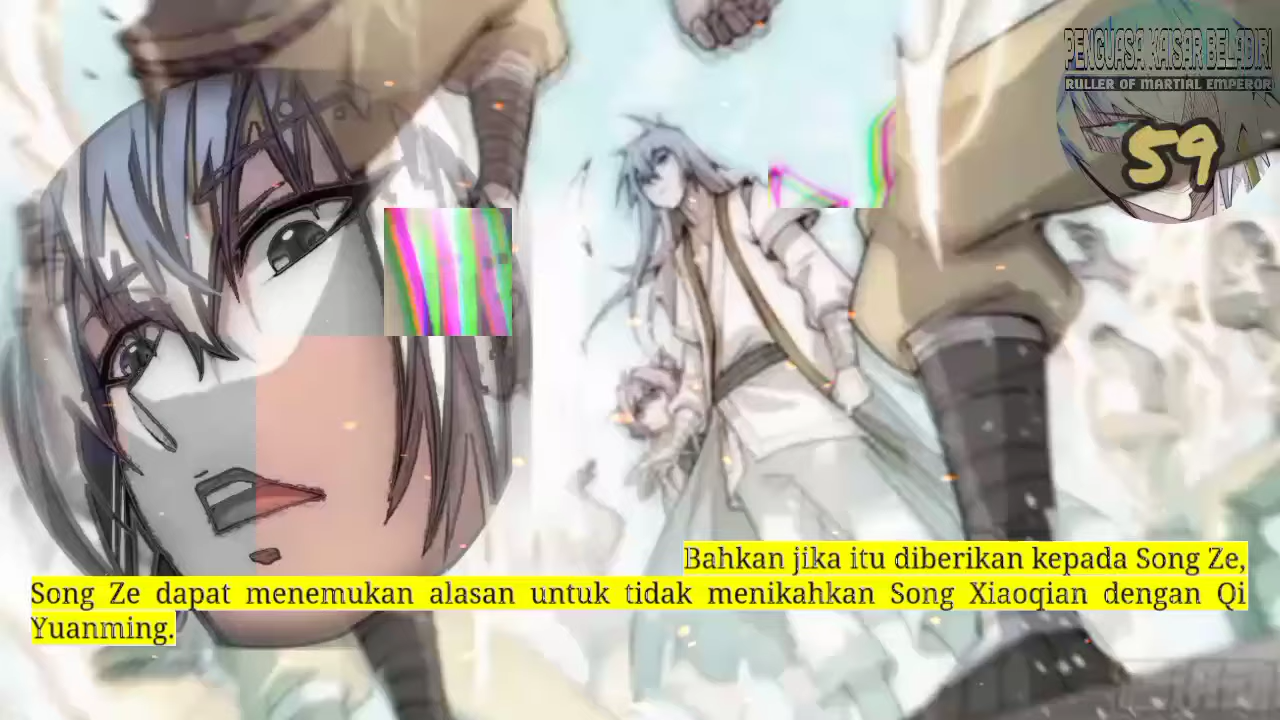 PENGUASA KAISAR BELADIRI
RULLER OF MARTIAL EMPEROR
59
Bahkan jika itu diberikan kepada Song Ze,
Song Ze dapat menemukan alasan untuk tidak menikahkan Song Xiaoqian dengan Qi
Yuanming.